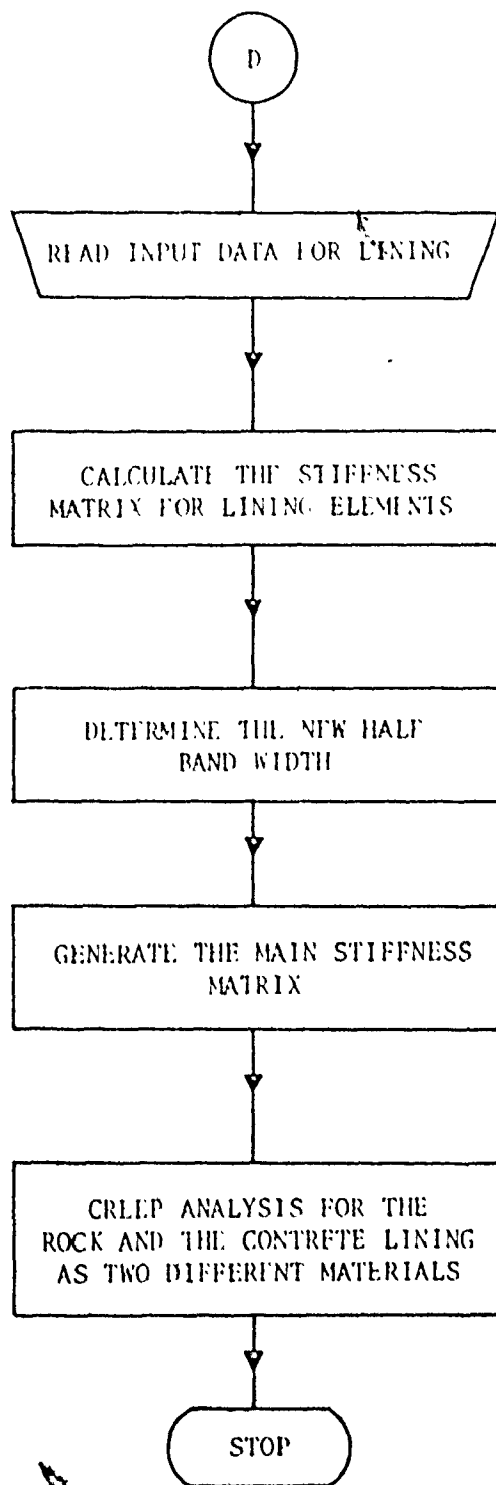 D
READ INPUT DATA FOR LINING
CALCULATE THE STIFFNESS
MATRIX FOR LINING ELEMENTS
DETERMINE THE NEW HALF
BAND WIDTH
GENERATE THE MAIN STIFFNESS
MATRIX
CREEP ANALYSIS FOR THE
ROCK AND THE CONTRETE LINING
AS TWO DIFFERENT MATERIALS
STOP